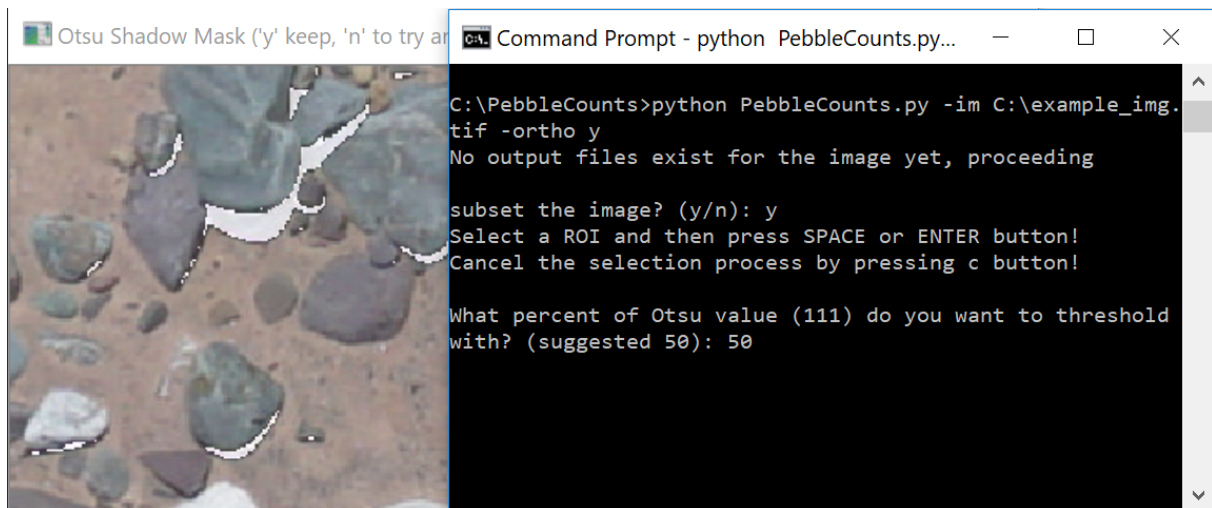 Otsu Shadow Mask ('y' keep, 'n' to try
Command Prompt - python  PebbleCounts.py...
C:\PebbleCounts>python PebbleCounts.py -im C:\example_img.
tif -ortho y
No output files exist for the image yet, proceeding
subset the image? (y/n): y
Select a ROI and then press SPACE or ENTER button!
Cancel the selection process by pressing c button!
What percent of Otsu value (111) do you want to threshold
with? (suggested 50): 50